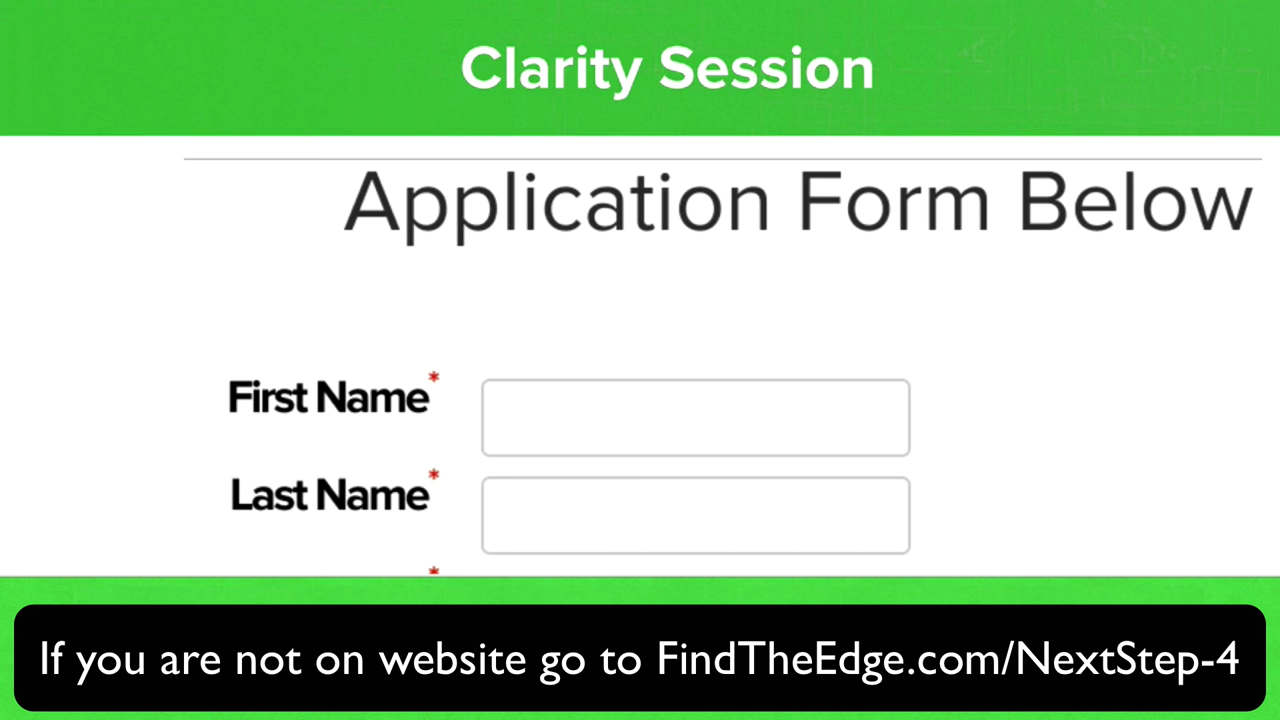 Clarity Session
Application Form Below
First Name*
Last Name*
*
If you are not on website go to FindTheEdge.com/NextStep-4